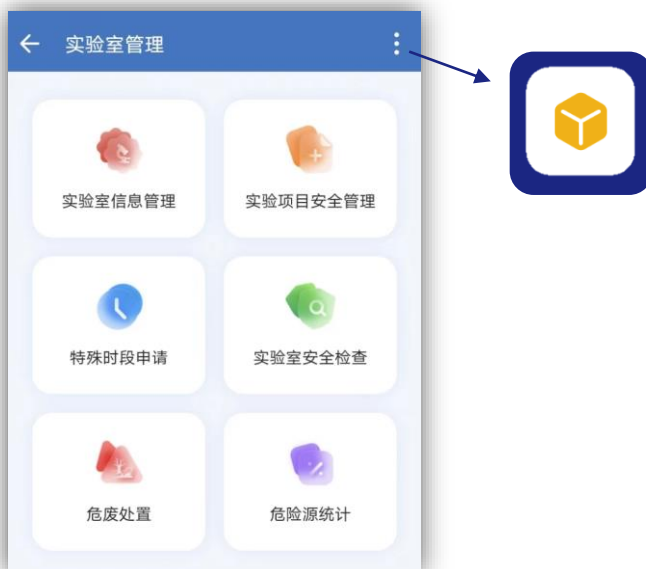 实验室管理
实验室信息管理
实验项目安全管理
特殊时段申请
实验室安全检查
危废处置
危险源统计